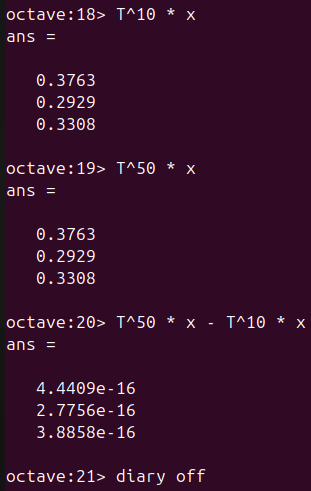 octave:18> T^10 * x
ans =
0.3763
0.2929
0.3308
octave:19> T^50 * x
ans =
0.3763
0.2929
0.3308
octave:20> T^50 * x - T^10 * x
ans =
4.4409e-16
2.7756e-16
3.8858e-16
octave:21> diary off